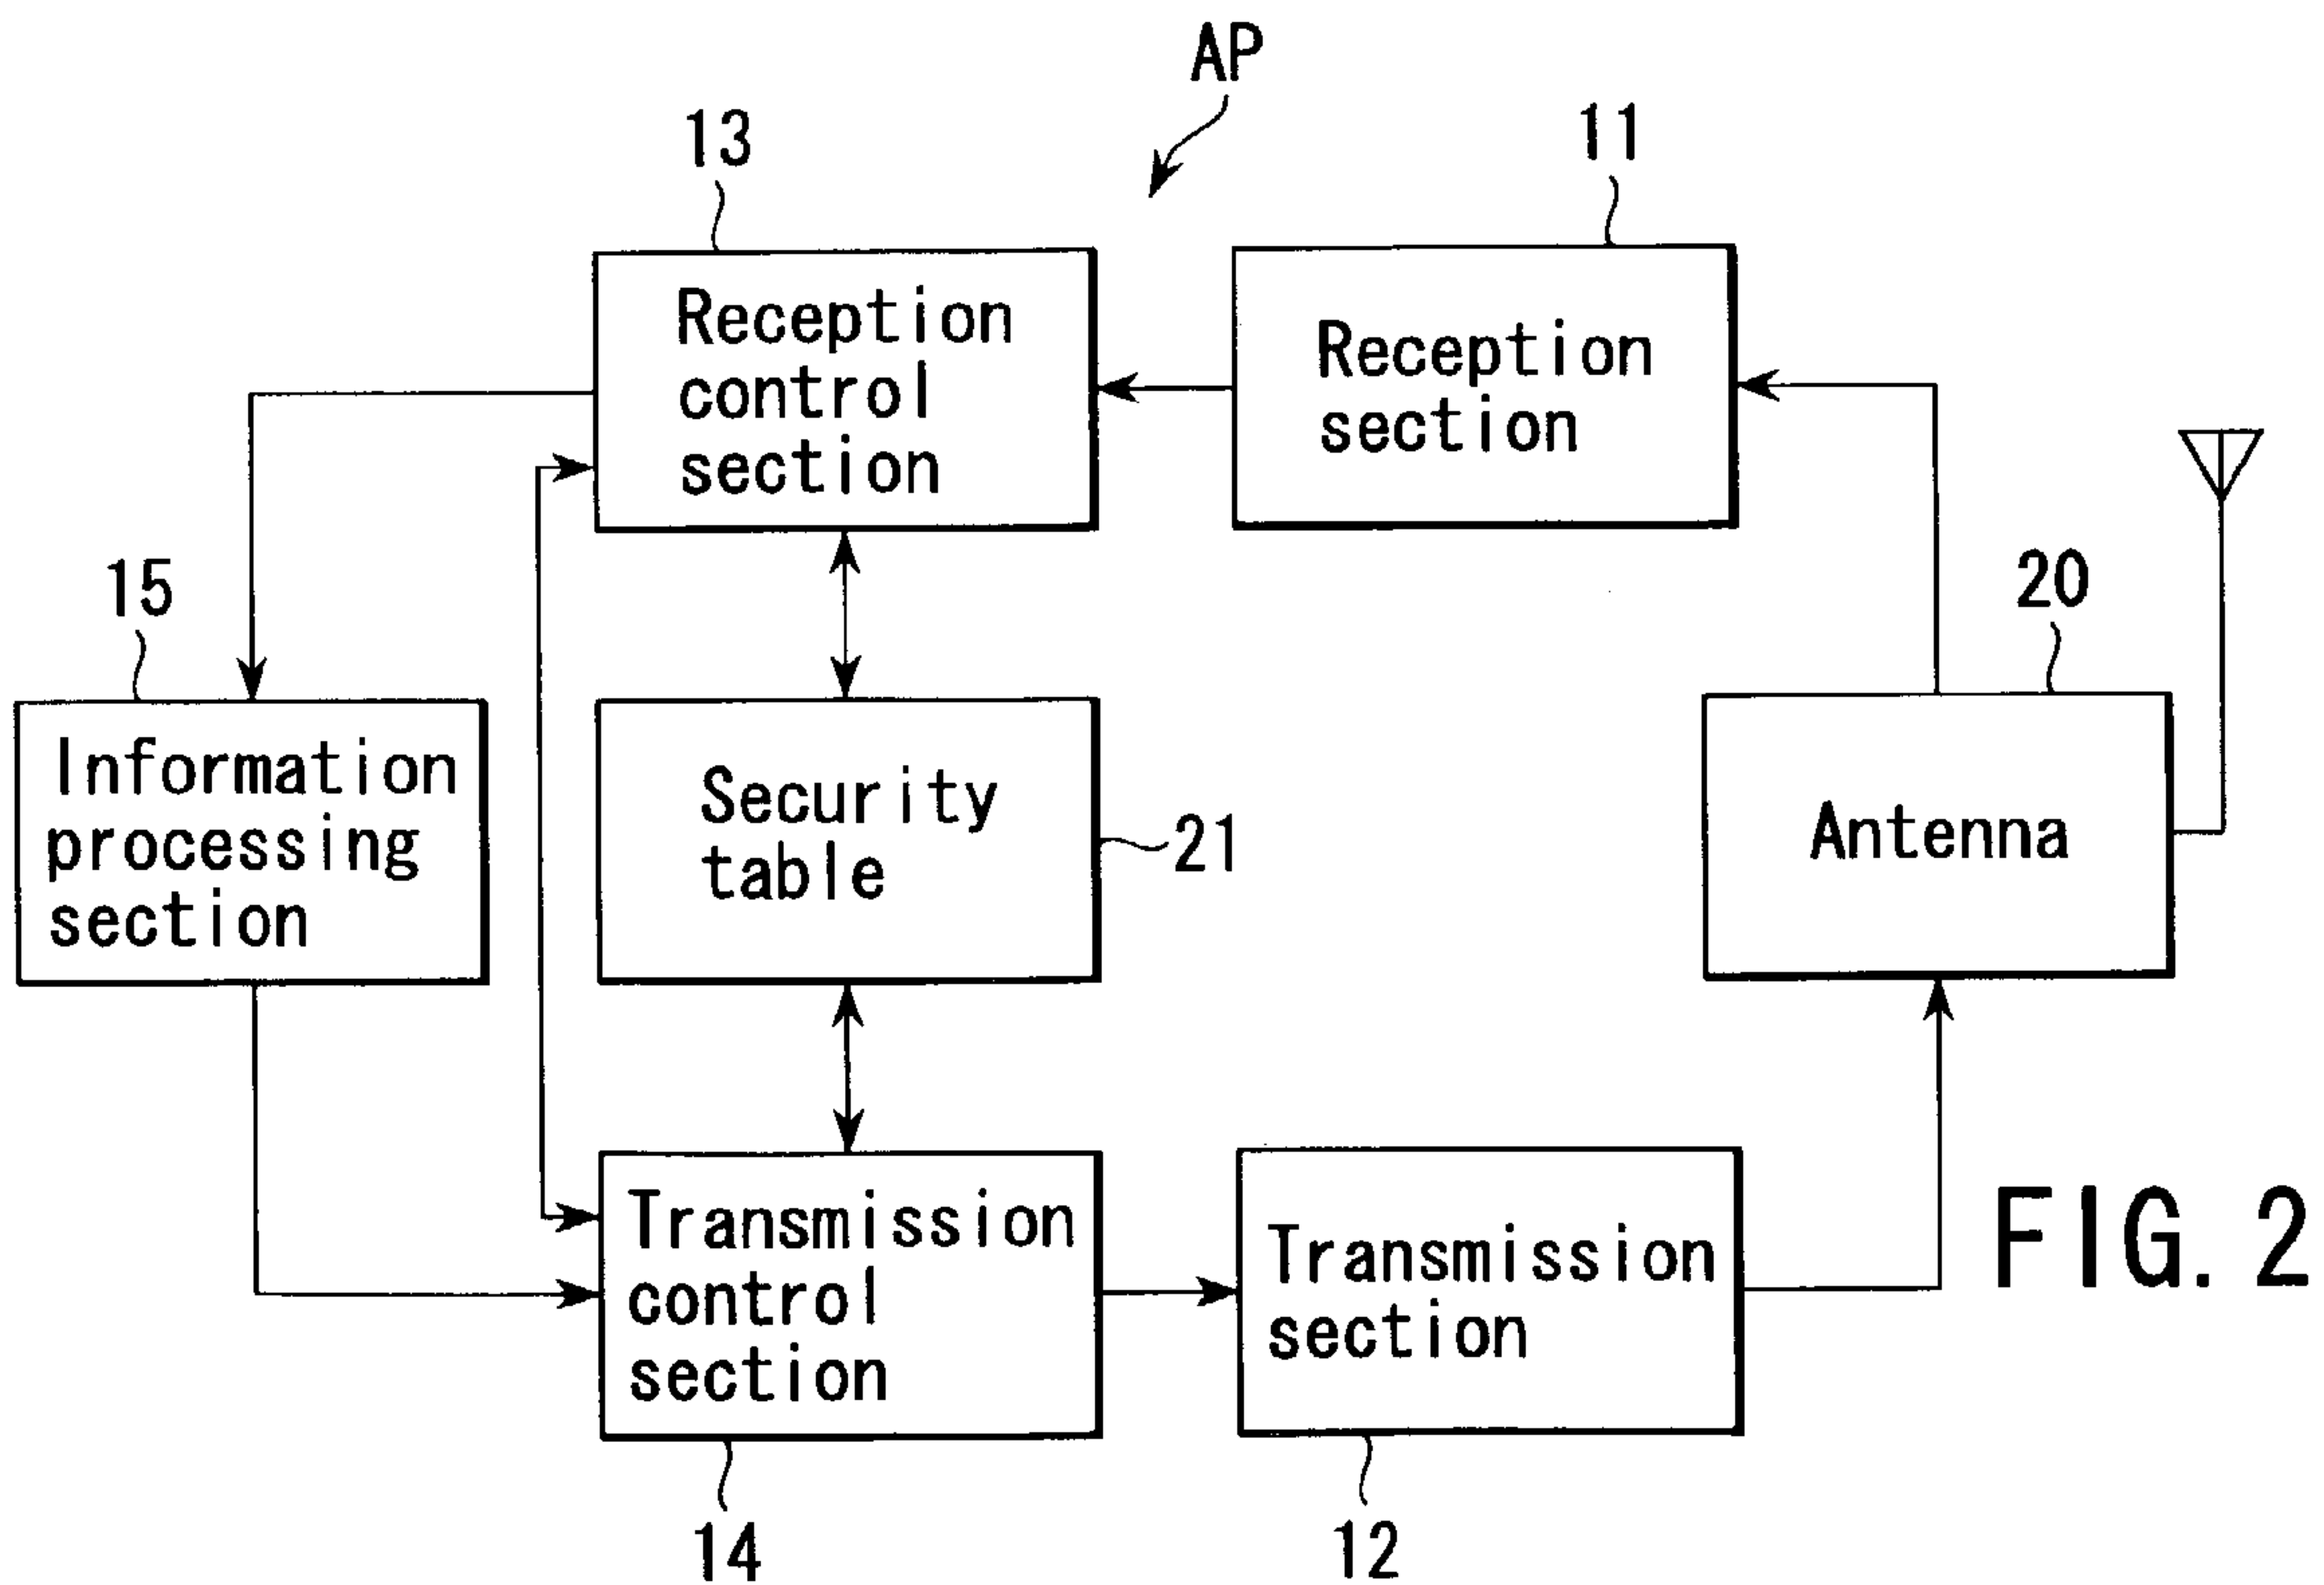 AP
13
11
Reception
control
section
Reception
section
15
20
Information
processing
section
Security
table
21
Antenna
Transmission
control
section
Transmission
section
FIG. 2
14
12